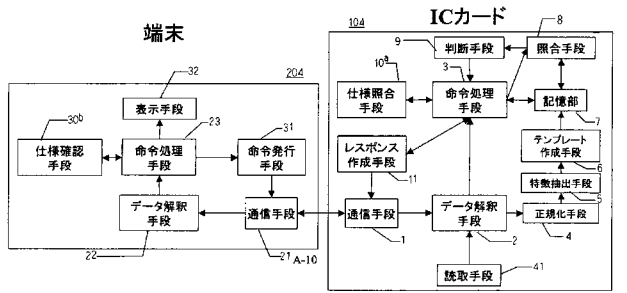 端末
204
32
表示手段
30b
23
31
仕様確認
手段
命令処理
手段
命令発行
手段
データ解釈
手段
通信手段
22
21
A-10
ICカード
104
9
8
判断手段
照合手段
10a
3
仕様照合
手段
命令処理
手段
記憶部
7
レスポンス
作成手段
11
テンプレート
作成手段
6
特徴抽出手段
5
通信手段
1
データ解釈
手段
2
正規化手段
4
読取手段
41